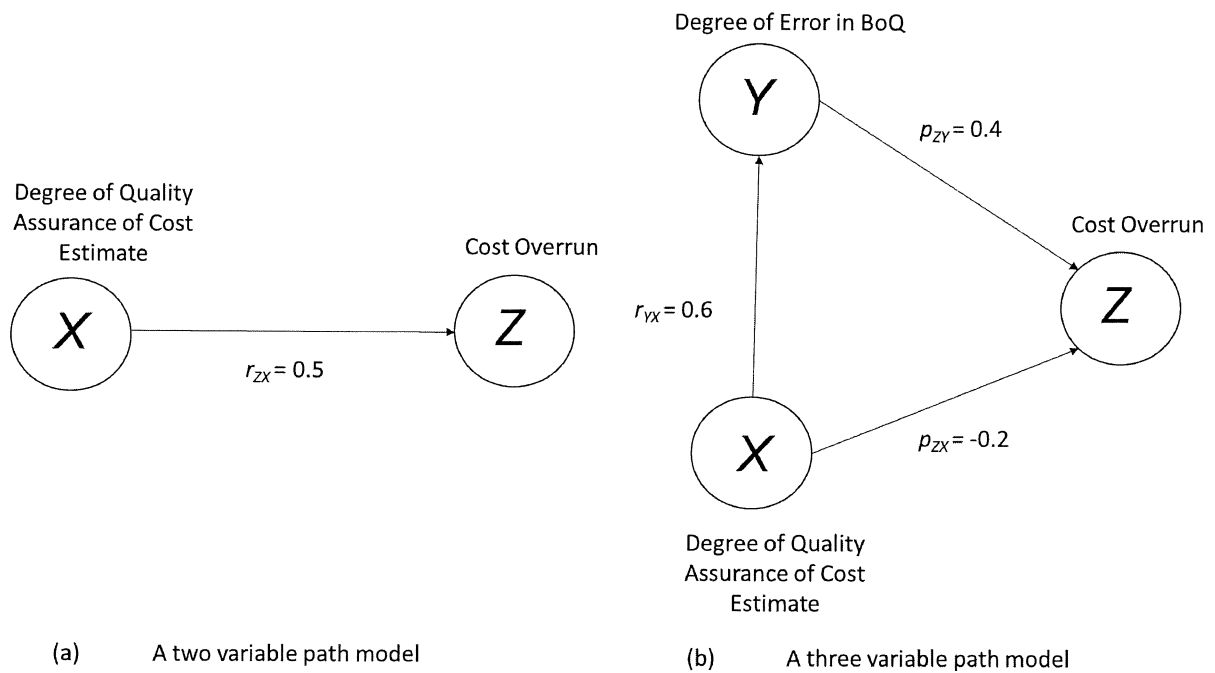 Degree of Quality
Assurance of Cost
Estimate
X
r_ZX = 0.5
Cost Overrun
Z
(a) A two variable path model
Degree of Error in BoQ
Y
p_ZY = 0.4
Cost Overrun
Z
r_YX = 0.6
X
p_ZX = -0.2
Degree of Quality
Assurance of Cost
Estimate
(b) A three variable path model